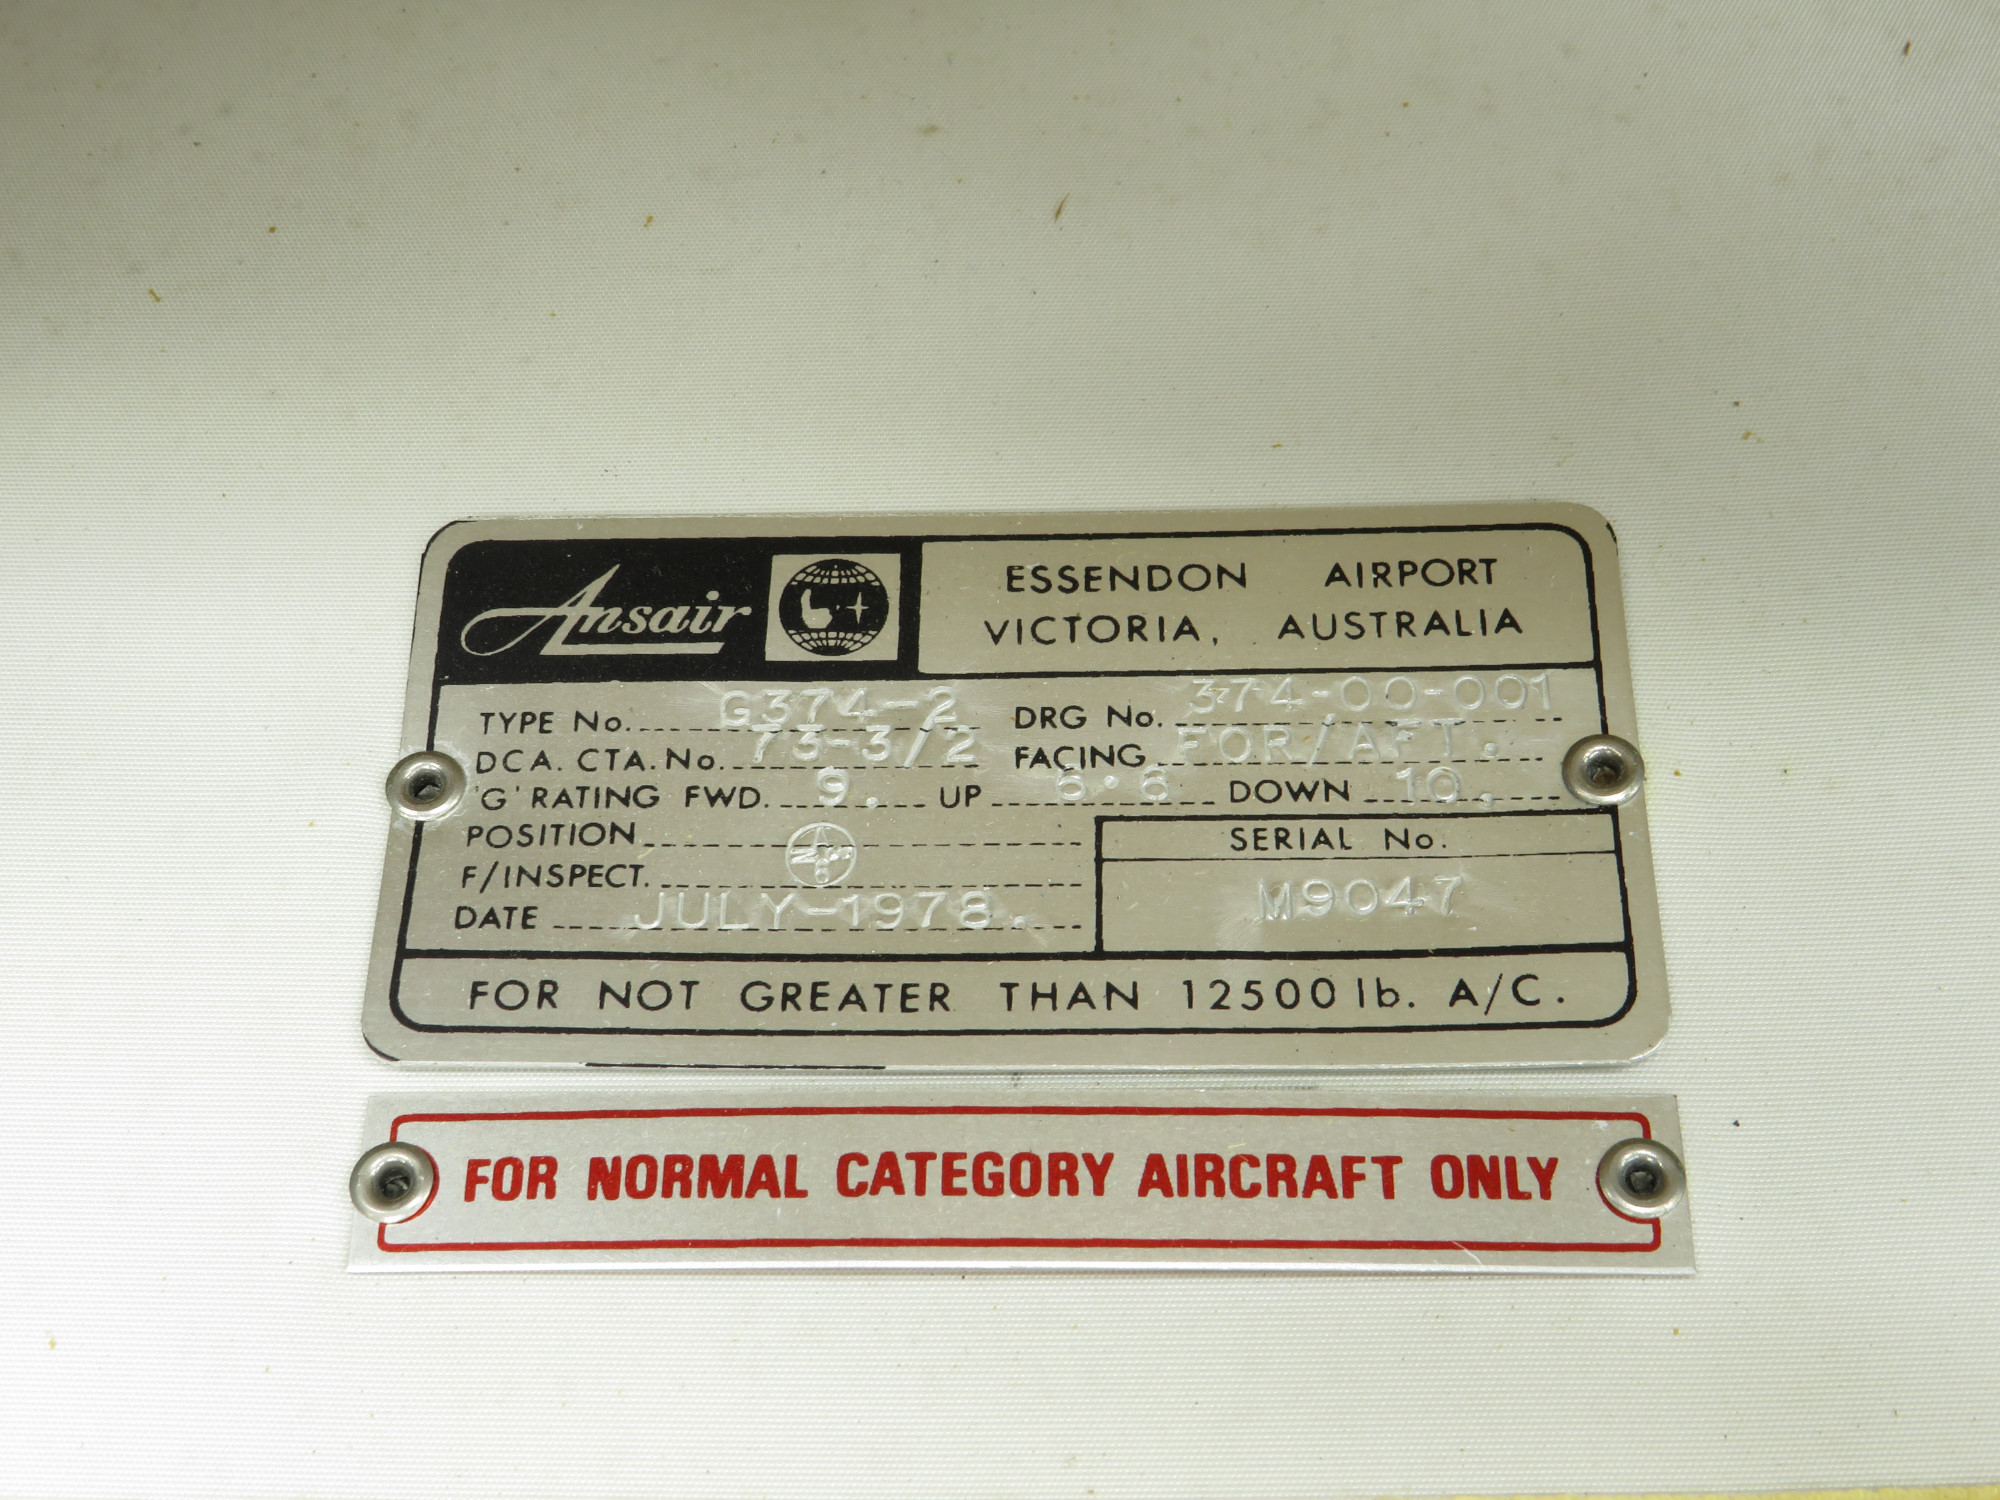 Ansair
ESSENDON AIRPORT
VICTORIA, AUSTRALIA
TYPE No. G374-2 DRG No. 374-00-001
DCA. CTA. No. 73-3/2 FACING FOR/AFT.
'G' RATING FWD. 9. UP 6.6 DOWN 10.
POSITION
F/INSPECT.
DATE JULY-1978.
SERIAL No.
M9047
FOR NOT GREATER THAN 12500 lb. A/C.
FOR NORMAL CATEGORY AIRCRAFT ONLY